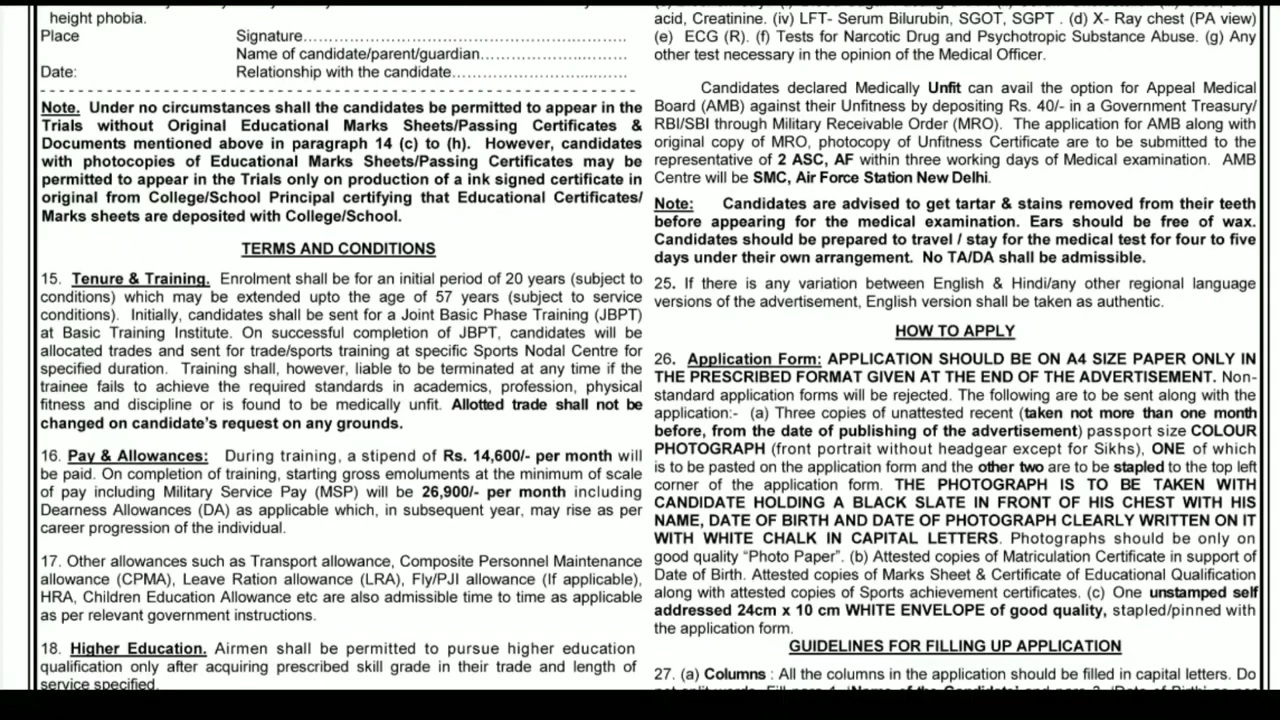 height phobia.
Place Signature……………………………………………….
Name of candidate/parent/guardian………………………
Date: Relationship with the candidate……………………………
- - - - - - - - - - - - - - - - - - - - - - - - - - - - - - - - - - - - - - - - - - - - - - - - - - - - - -
Note. Under no circumstances shall the candidates be permitted to appear in the
Trials without Original Educational Marks Sheets/Passing Certificates &
Documents mentioned above in paragraph 14 (c) to (h). However, candidates
with photocopies of Educational Marks Sheets/Passing Certificates may be
permitted to appear in the Trials only on production of a ink signed certificate in
original from College/School Principal certifying that Educational Certificates/
Marks sheets are deposited with College/School.
TERMS AND CONDITIONS
15. Tenure & Training. Enrolment shall be for an initial period of 20 years (subject to
conditions) which may be extended upto the age of 57 years (subject to service
conditions). Initially, candidates shall be sent for a Joint Basic Phase Training (JBPT)
at Basic Training Institute. On successful completion of JBPT, candidates will be
allocated trades and sent for trade/sports training at specific Sports Nodal Centre for
specified duration. Training shall, however, liable to be terminated at any time if the
trainee fails to achieve the required standards in academics, profession, physical
fitness and discipline or is found to be medically unfit. Allotted trade shall not be
changed on candidate's request on any grounds.
16. Pay & Allowances: During training, a stipend of Rs. 14,600/- per month will
be paid. On completion of training, starting gross emoluments at the minimum of scale
of pay including Military Service Pay (MSP) will be 26,900/- per month including
Dearness Allowances (DA) as applicable which, in subsequent year, may rise as per
career progression of the individual.
17. Other allowances such as Transport allowance, Composite Personnel Maintenance
allowance (CPMA), Leave Ration allowance (LRA), Fly/PJI allowance (If applicable),
HRA, Children Education Allowance etc are also admissible time to time as applicable
as per relevant government instructions.
18. Higher Education. Airmen shall be permitted to pursue higher education
qualification only after acquiring prescribed skill grade in their trade and length of
service specified.
acid, Creatinine. (iv) LFT- Serum Bilurubin, SGOT, SGPT . (d) X- Ray chest (PA view)
(e) ECG (R). (f) Tests for Narcotic Drug and Psychotropic Substance Abuse. (g) Any
other test necessary in the opinion of the Medical Officer.
Candidates declared Medically Unfit can avail the option for Appeal Medical
Board (AMB) against their Unfitness by depositing Rs. 40/- in a Government Treasury/
RBI/SBI through Military Receivable Order (MRO). The application for AMB along with
original copy of MRO, photocopy of Unfitness Certificate are to be submitted to the
representative of 2 ASC, AF within three working days of Medical examination. AMB
Centre will be SMC, Air Force Station New Delhi.
Note: Candidates are advised to get tartar & stains removed from their teeth
before appearing for the medical examination. Ears should be free of wax.
Candidates should be prepared to travel / stay for the medical test for four to five
days under their own arrangement. No TA/DA shall be admissible.
25. If there is any variation between English & Hindi/any other regional language
versions of the advertisement, English version shall be taken as authentic.
HOW TO APPLY
26. Application Form: APPLICATION SHOULD BE ON A4 SIZE PAPER ONLY IN
THE PRESCRIBED FORMAT GIVEN AT THE END OF THE ADVERTISEMENT. Non-
standard application forms will be rejected. The following are to be sent along with the
application:- (a) Three copies of unattested recent (taken not more than one month
before, from the date of publishing of the advertisement) passport size COLOUR
PHOTOGRAPH (front portrait without headgear except for Sikhs), ONE of which
is to be pasted on the application form and the other two are to be stapled to the top left
corner of the application form. THE PHOTOGRAPH IS TO BE TAKEN WITH
CANDIDATE HOLDING A BLACK SLATE IN FRONT OF HIS CHEST WITH HIS
NAME, DATE OF BIRTH AND DATE OF PHOTOGRAPH CLEARLY WRITTEN ON IT
WITH WHITE CHALK IN CAPITAL LETTERS. Photographs should be only on
good quality "Photo Paper". (b) Attested copies of Matriculation Certificate in support of
Date of Birth. Attested copies of Marks Sheet & Certificate of Educational Qualification
along with attested copies of Sports achievement certificates. (c) One unstamped self
addressed 24cm x 10 cm WHITE ENVELOPE of good quality, stapled/pinned with
the application form.
GUIDELINES FOR FILLING UP APPLICATION
27. (a) Columns : All the columns in the application should be filled in capital letters. Do